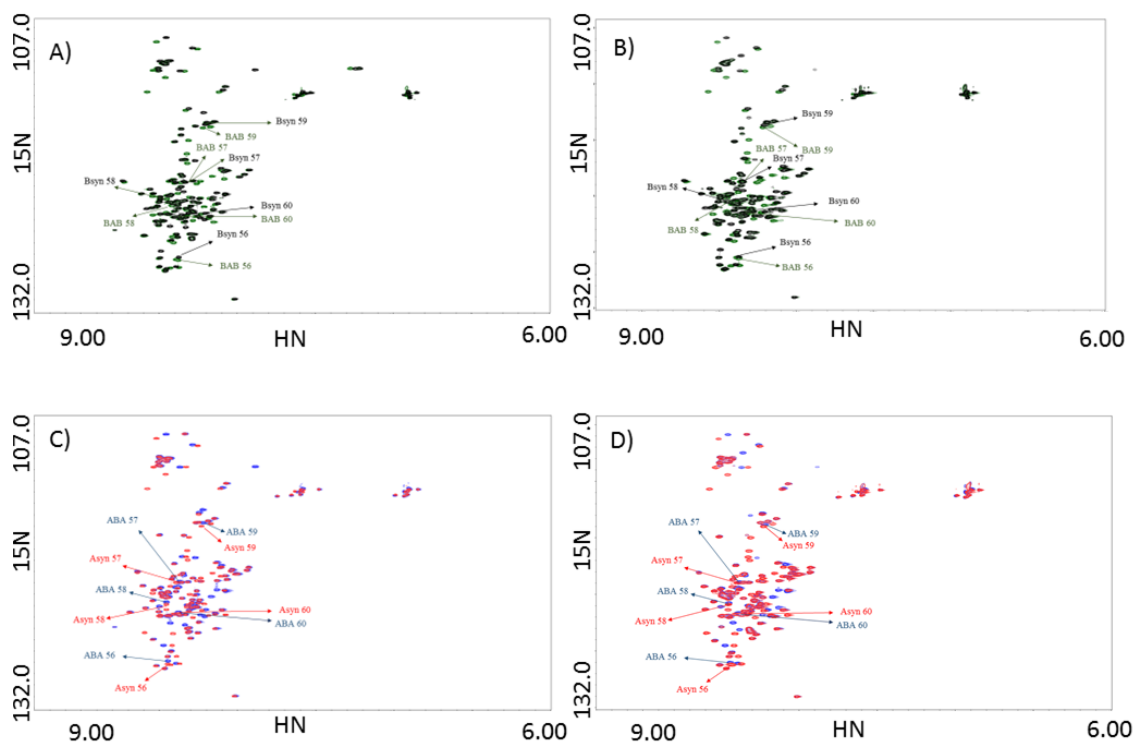 A)
107.0
15N
132.0
9.00
HN
6.00
Bsyn 59
BAB 59
BAB 57
Bsyn 57
Bsyn 58
BAB 58
Bsyn 60
BAB 60
Bsyn 56
BAB 56
B)
107.0
15N
132.0
9.00
HN
6.00
Bsyn 59
BAB 57
BAB 59
Bsyn 57
Bsyn 58
Bsyn 60
BAB 58
BAB 60
Bsyn 56
BAB 56
C)
107.0
15N
132.0
9.00
HN
6.00
ABA 57
ABA 59
Asyn 59
Asyn 57
ABA 58
Asyn 58
Asyn 60
ABA 60
ABA 56
Asyn 56
D)
107.0
15N
132.0
9.00
HN
6.00
ABA 57
ABA 59
Asyn 59
Asyn 57
ABA 58
Asyn 58
Asyn 60
ABA 60
ABA 56
Asyn 56